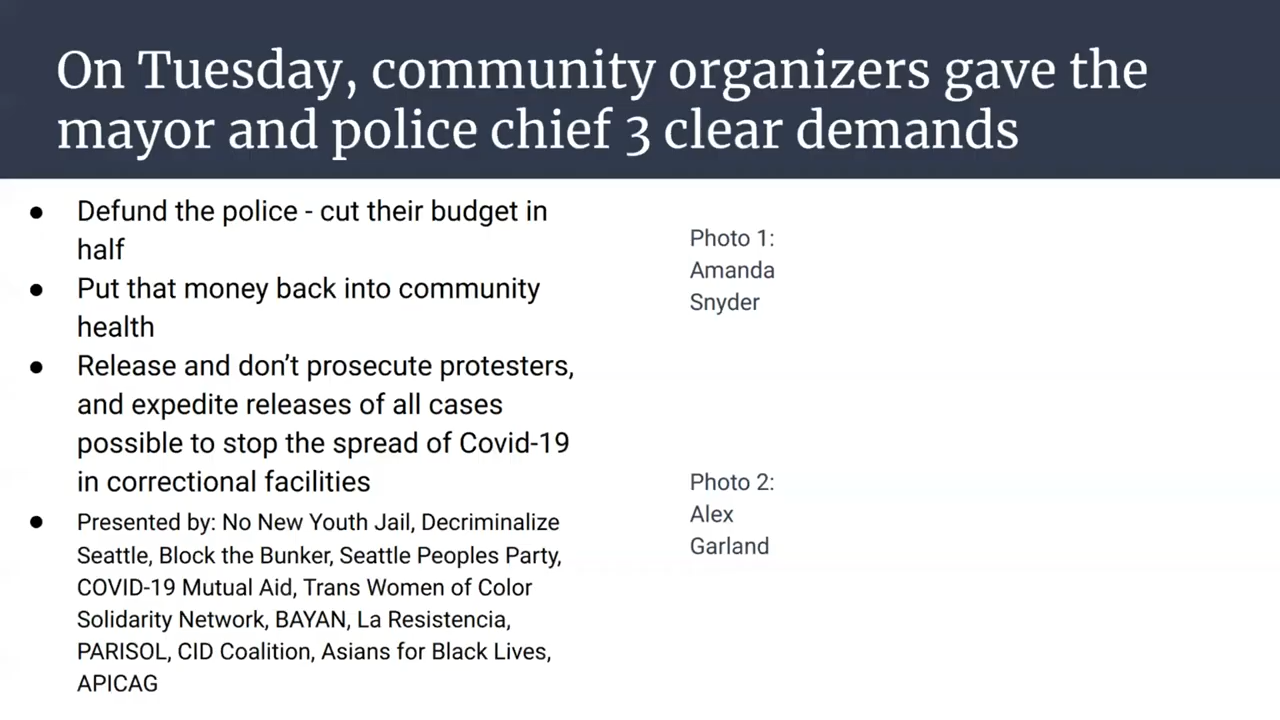 On Tuesday, community organizers gave the
mayor and police chief 3 clear demands
● Defund the police - cut their budget in
half
● Put that money back into community
health
● Release and don’t prosecute protesters,
and expedite releases of all cases
possible to stop the spread of Covid-19
in correctional facilities
● Presented by: No New Youth Jail, Decriminalize
Seattle, Block the Bunker, Seattle Peoples Party,
COVID-19 Mutual Aid, Trans Women of Color
Solidarity Network, BAYAN, La Resistencia,
PARISOL, CID Coalition, Asians for Black Lives,
APICAG
Photo 1:
Amanda
Snyder
Photo 2:
Alex
Garland